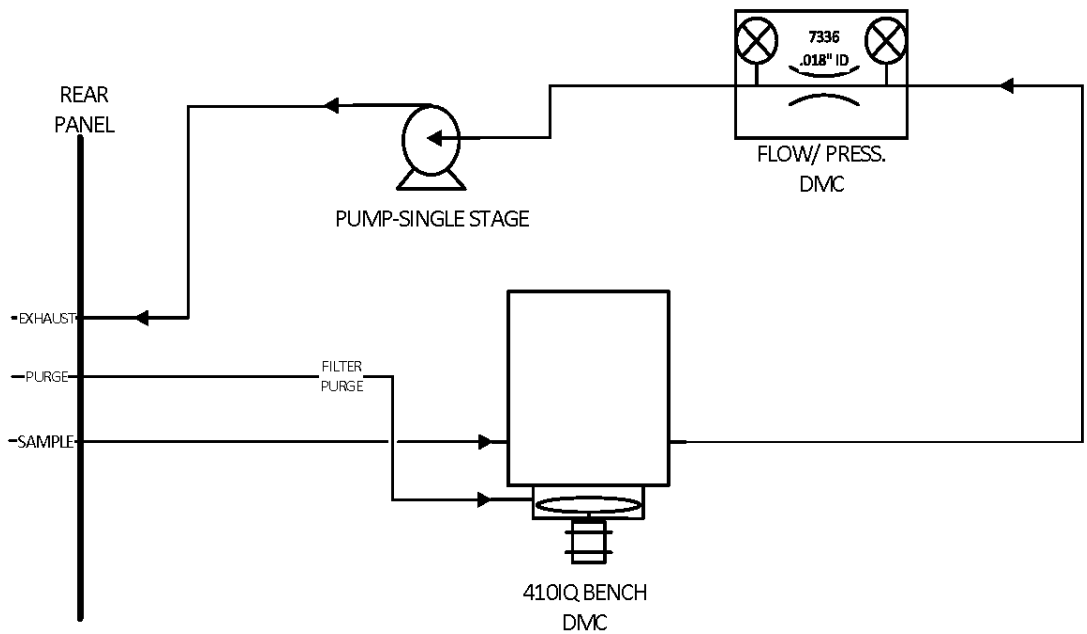 7336
.018" ID
REAR
PANEL
FLOW/ PRESS.
DMC
PUMP-SINGLE STAGE
EXHAUST
FILTER
PURGE
PURGE
SAMPLE
410IQ BENCH
DMC